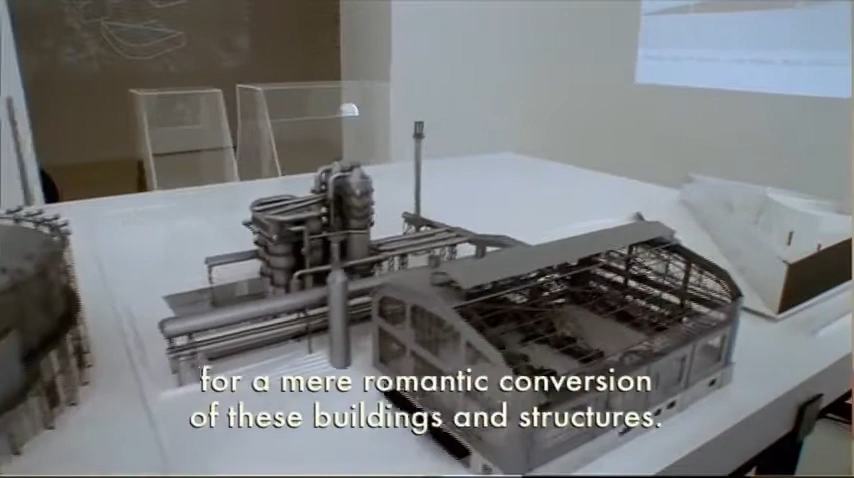 for a mere romantic conversion
of these buildings and structures.